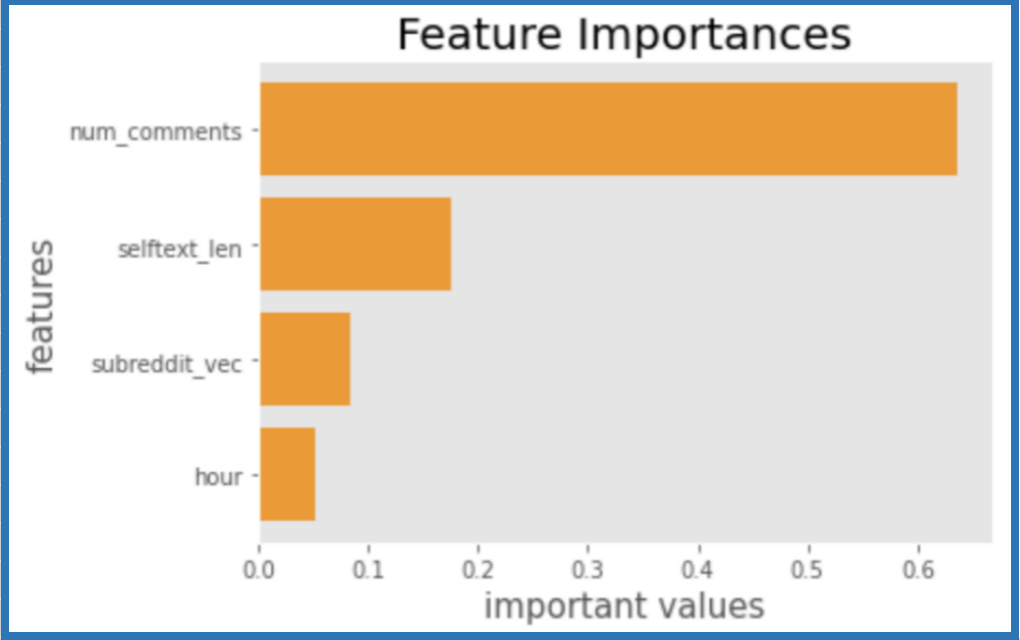 Feature Importances
num_comments
selftext_len
subreddit_vec
hour
features
0.0 0.1 0.2 0.3 0.4 0.5 0.6
important values